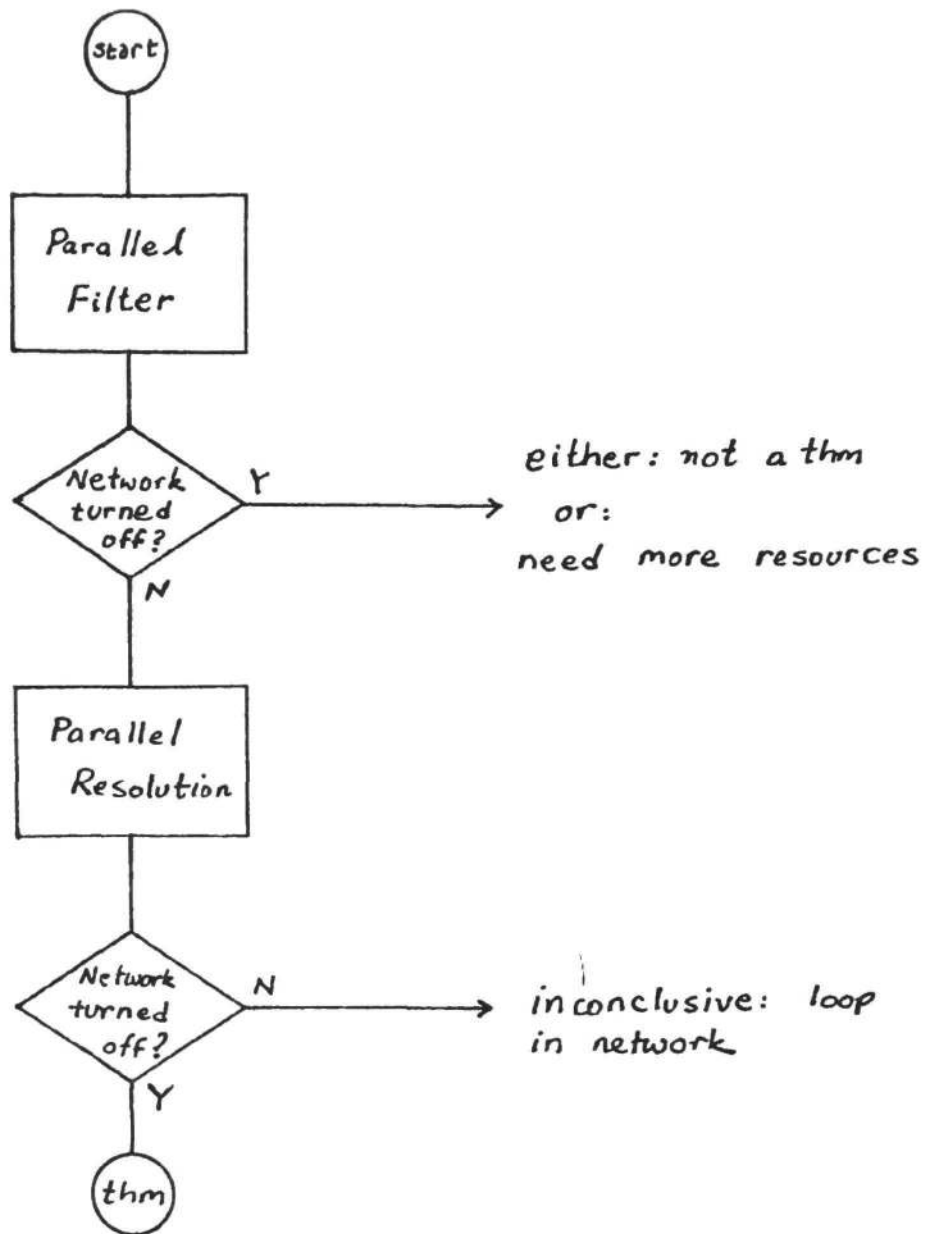 start
Parallel
Filter
Network
turned
off?
Y
either: not a thm
or:
need more resources
N
Parallel
Resolution
Network
turned
off?
N
inconclusive: loop
in network
Y
thm